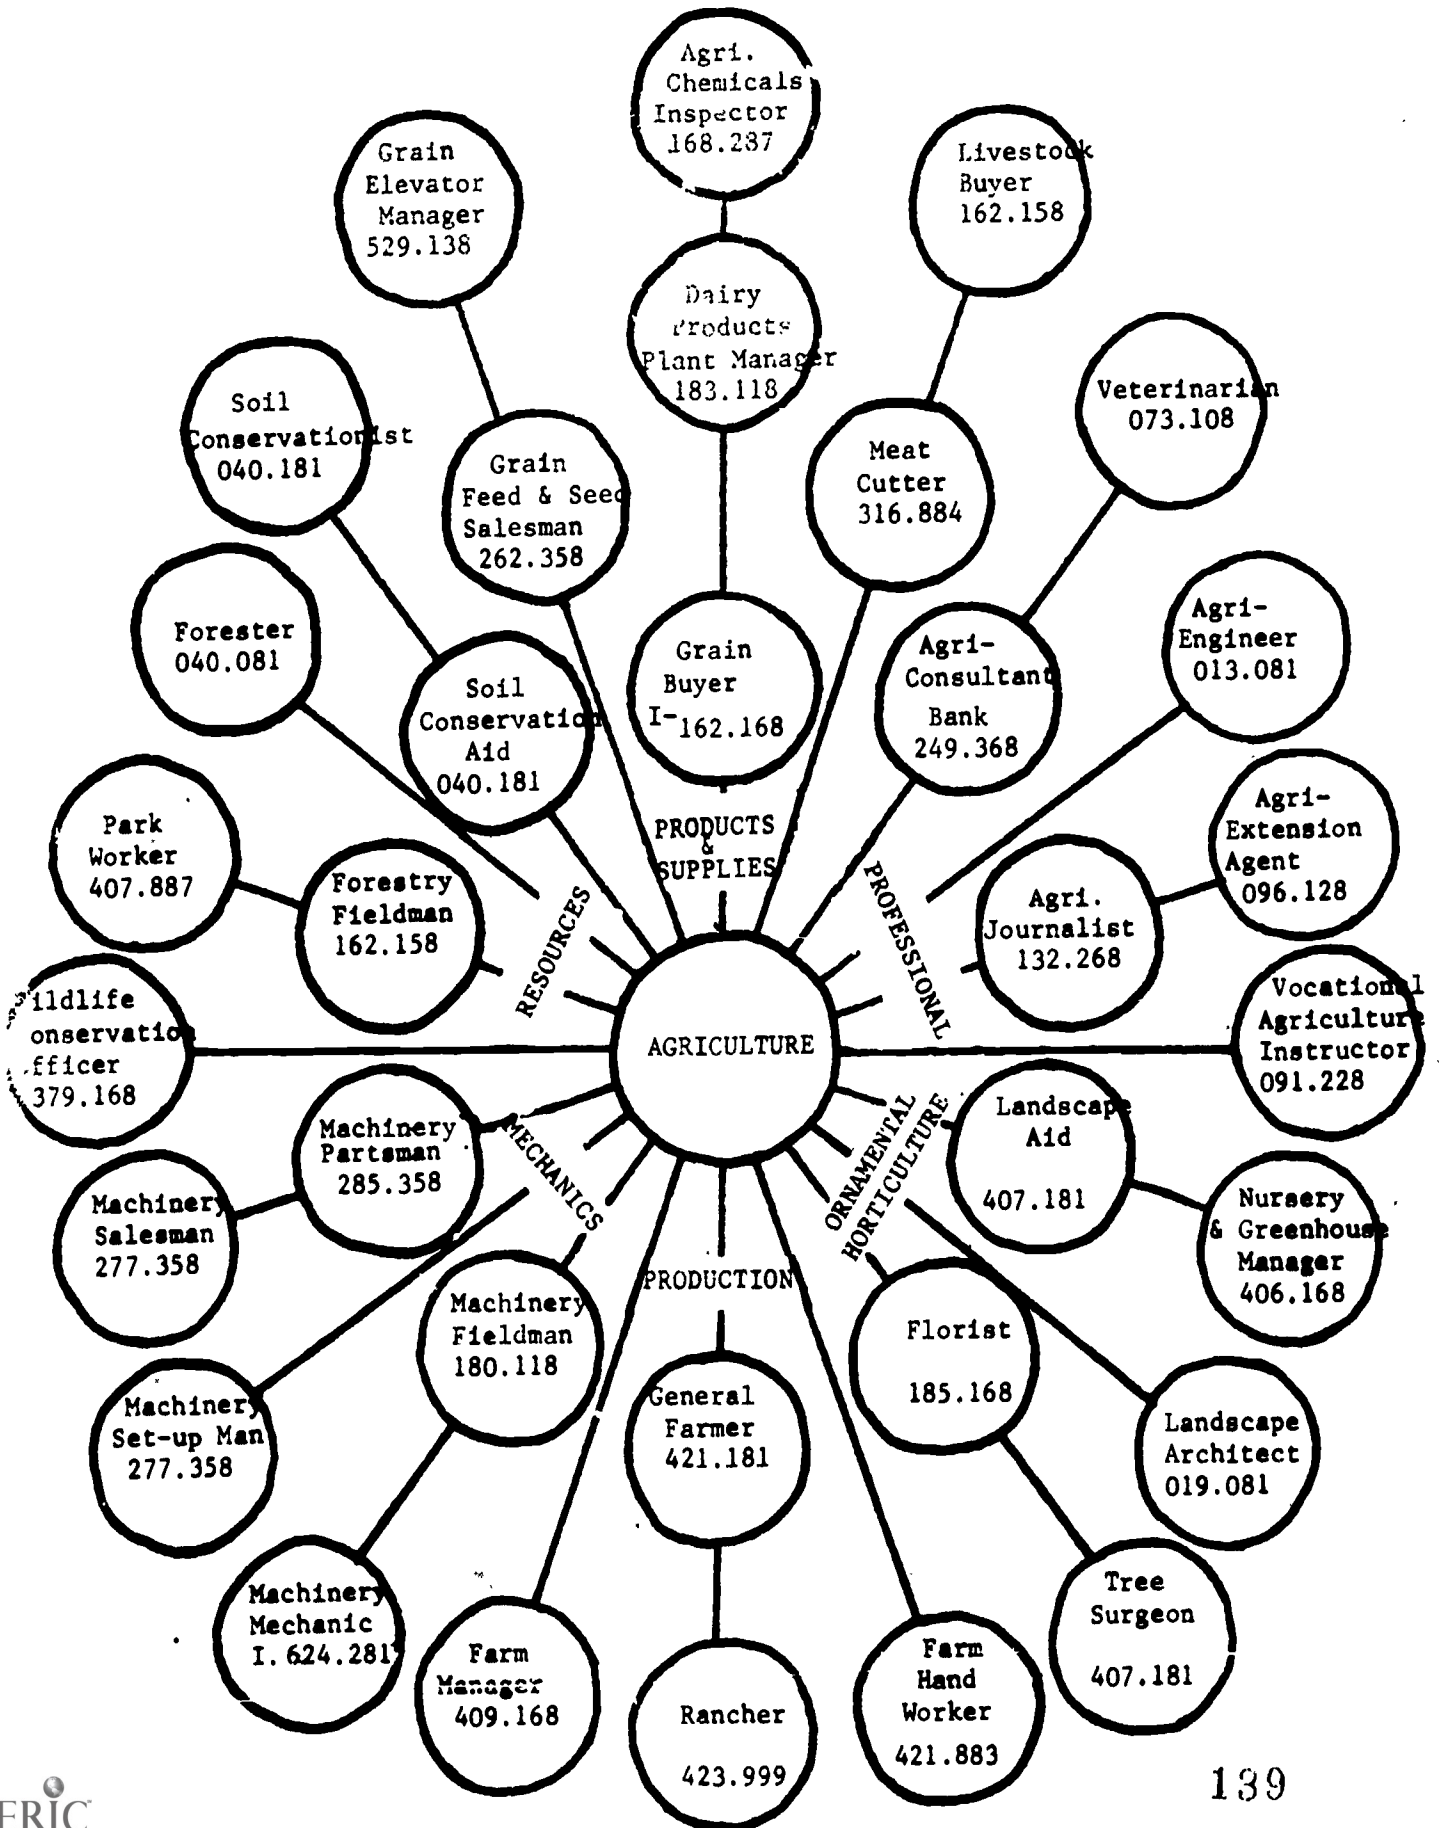 Agri.
Chemicals
Inspector
168.287
Grain
Elevator
Manager
529.138
Livestock
Buyer
162.158
Dairy
Products
Plant Manager
183.118
Soil
Conservationist
040.181
Veterinarian
073.108
Grain
Feed & Seed
Salesman
262.358
Meat
Cutter
316.884
Forester
040.081
Agri-
Engineer
013.081
Soil
Conservation
Aid
040.181
Grain
Buyer
I-162.168
Agri-
Consultant
Bank
249.368
Park
Worker
407.887
PRODUCTS
&
SUPPLIES
Agri-
Extension
Agent
096.128
Forestry
Fieldman
162.158
RESOURCES
PROFESSIONAL
Agri.
Journalist
132.268
ildlife
onservation
fficer
379.168
AGRICULTURE
Vocational
Agriculture
Instructor
091.228
Machinery
Partsman
285.358
MECHANICS
ORNAMENTAL
HORTICULTURE
Landscape
Aid
407.181
Machinery
Salesman
277.358
Nursery
& Greenhouse
Manager
406.168
Machinery
Fieldman
180.118
PRODUCTION
Florist
185.168
Machinery
Set-up Man
277.358
General
Farmer
421.181
Landscape
Architect
019.081
Machinery
Mechanic
I. 624.281
Farm
Manager
409.168
Rancher
423.999
Farm
Hand
Worker
421.883
Tree
Surgeon
407.181
139
ERIC